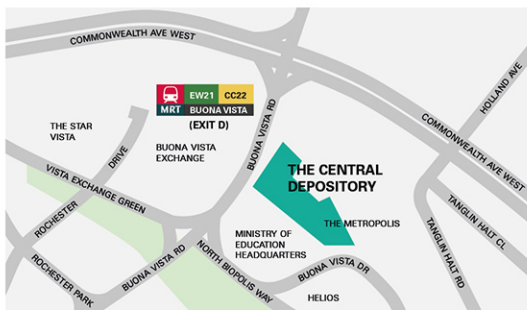 COMMONWEALTH AVE WEST
HOLLAND AVE
EW21 CC22
MRT BUONA VISTA
(EXIT D)
THE STAR
VISTA
DRIVE
BUONA VISTA
EXCHANGE
BUONA VISTA RD
COMMONWEALTH AVE WEST
THE CENTRAL
DEPOSITORY
VISTA EXCHANGE GREEN
ROCHESTER
TANGLIN HALT CL
THE METROPOLIS
TANGLIN HALT RD
MINISTRY OF
EDUCATION
HEADQUARTERS
ROCHESTER PARK
BUONA VISTA RD
NORTH BIOPOLIS WAY
BUONA VISTA DR
HELIOS